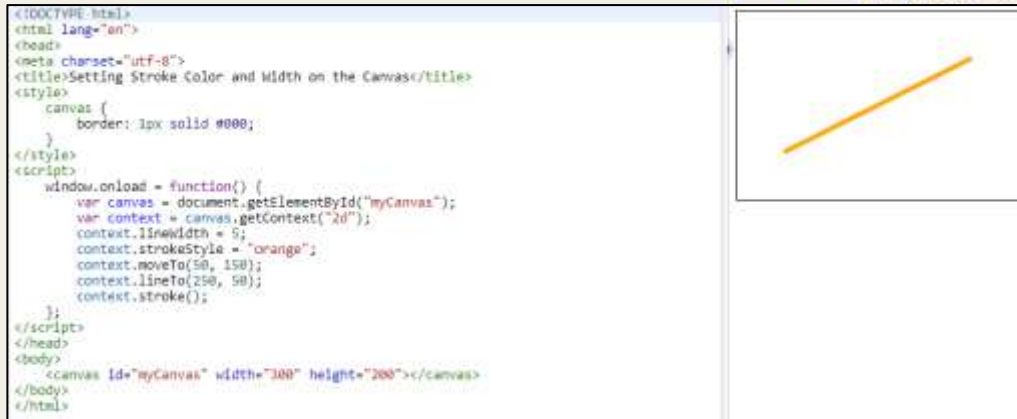 <!DOCTYPE html>
<html lang="en">
<head>
<meta charset="utf-8">
<title>Setting Stroke Color and Width on the Canvas</title>
<style>
    canvas {
        border: 1px solid #000;
    }
</style>
<script>
    window.onload = function() {
        var canvas = document.getElementById("myCanvas");
        var context = canvas.getContext("2d");
        context.lineWidth = 5;
        context.strokeStyle = "orange";
        context.moveTo(50, 150);
        context.lineTo(250, 50);
        context.stroke();
    };
</script>
</head>
<body>
    <canvas id="myCanvas" width="300" height="200"></canvas>
</body>
</html>